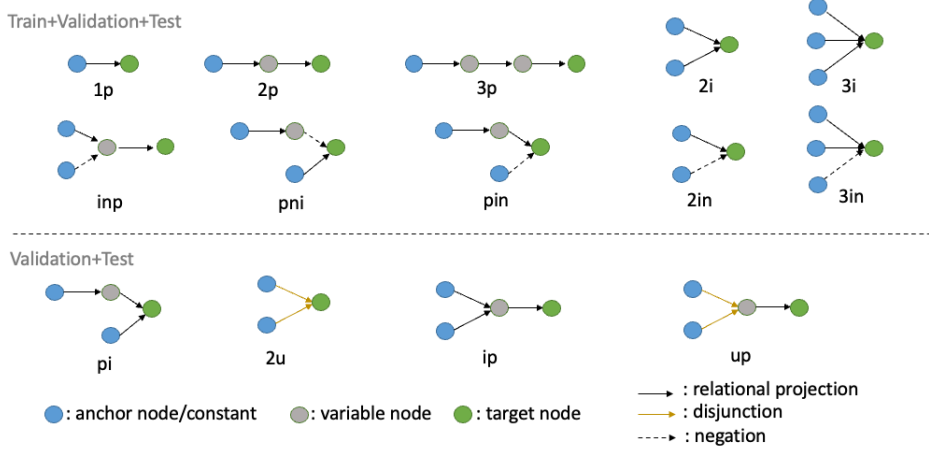 Train+Validation+Test
1p
2p
3p
2i
3i
inp
pni
pin
2in
3in
Validation+Test
pi
2u
ip
up
: anchor node/constant
: variable node
: target node
: relational projection
: disjunction
: negation